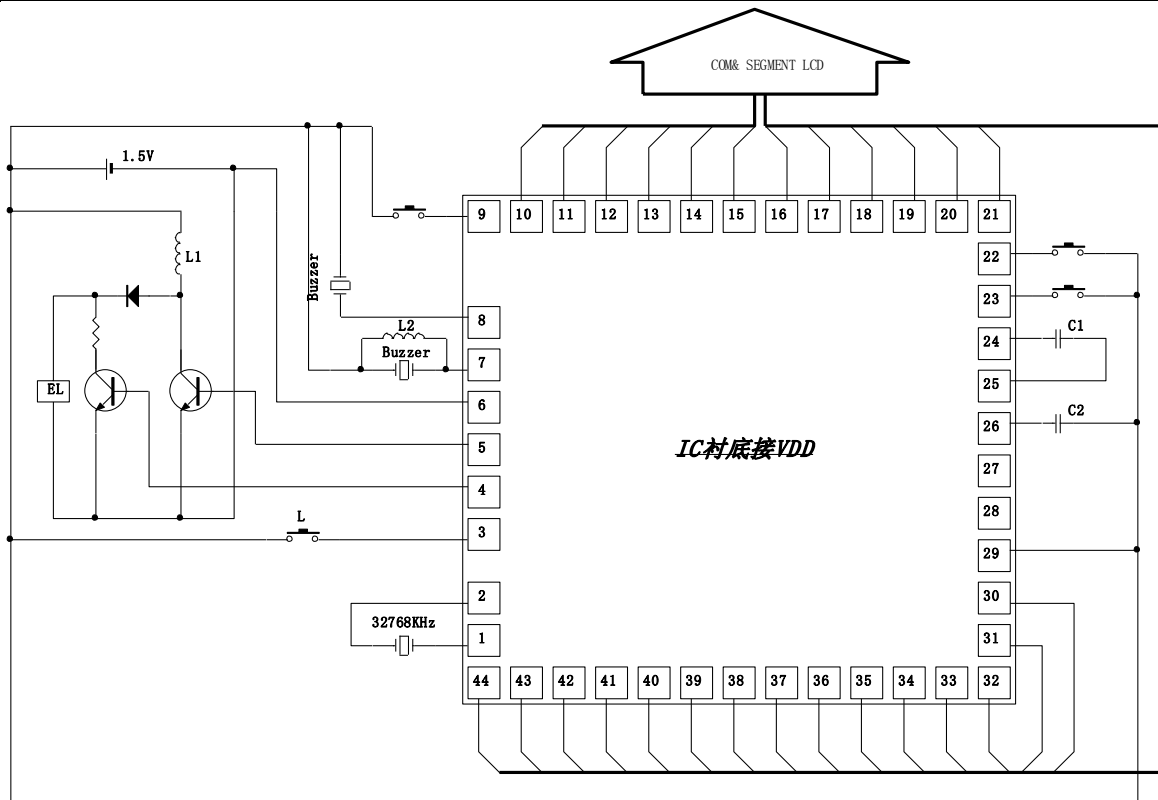 COM& SEGMENT LCD
1.5V
9 10 11 12 13 14 15 16 17 18 19 20 21
22
L1
Buzzer
23
8
C1
L2
24
Buzzer
7
25
EL
6
C2
26
5
IC衬底接VDD
27
4
28
L
3
29
2
30
32768KHz
1
31
44 43 42 41 40 39 38 37 36 35 34 33 32